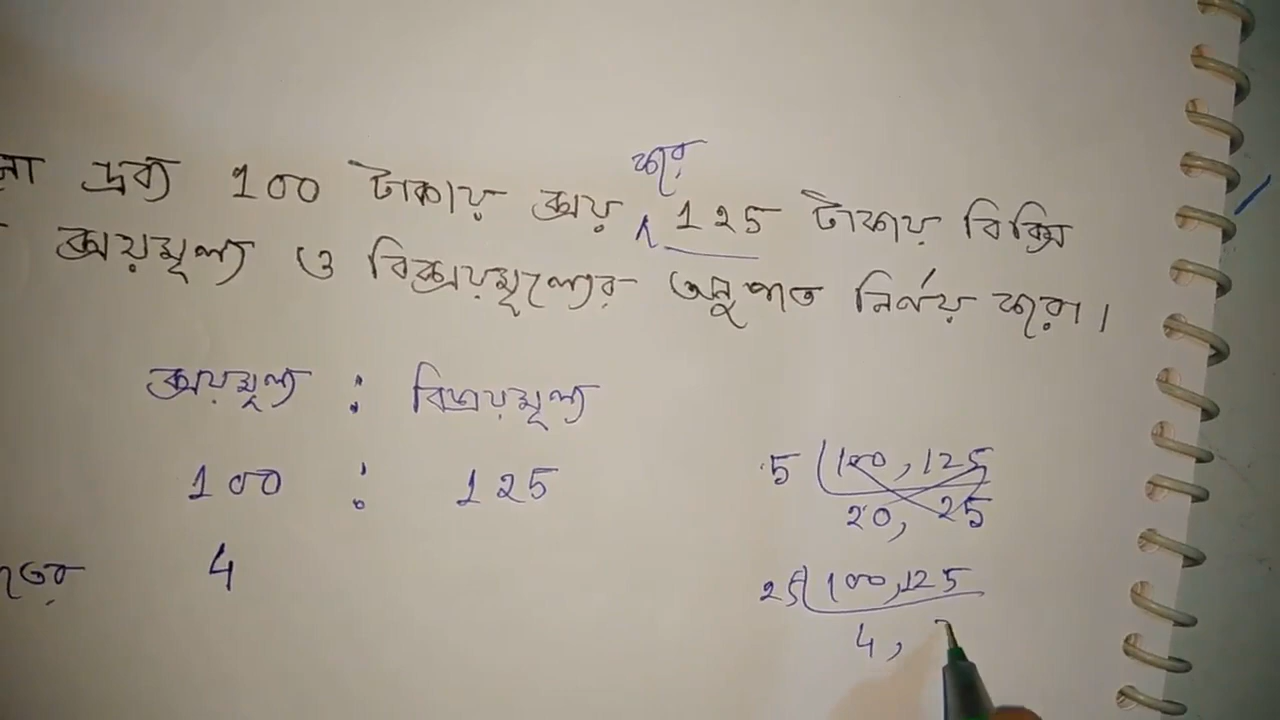 করে
দ্রব্য 100 টাকায় ক্রয় 125 টাকায় বিক্রি
ক্রয়মূল্য ও বিক্রয়মূল্যের অনুপাত নির্ণয় করো।
ক্রয়মূল্য : বিক্রয়মূল্য
100 : 125
4
5 100, 125
20, 25
25 100, 125
4,